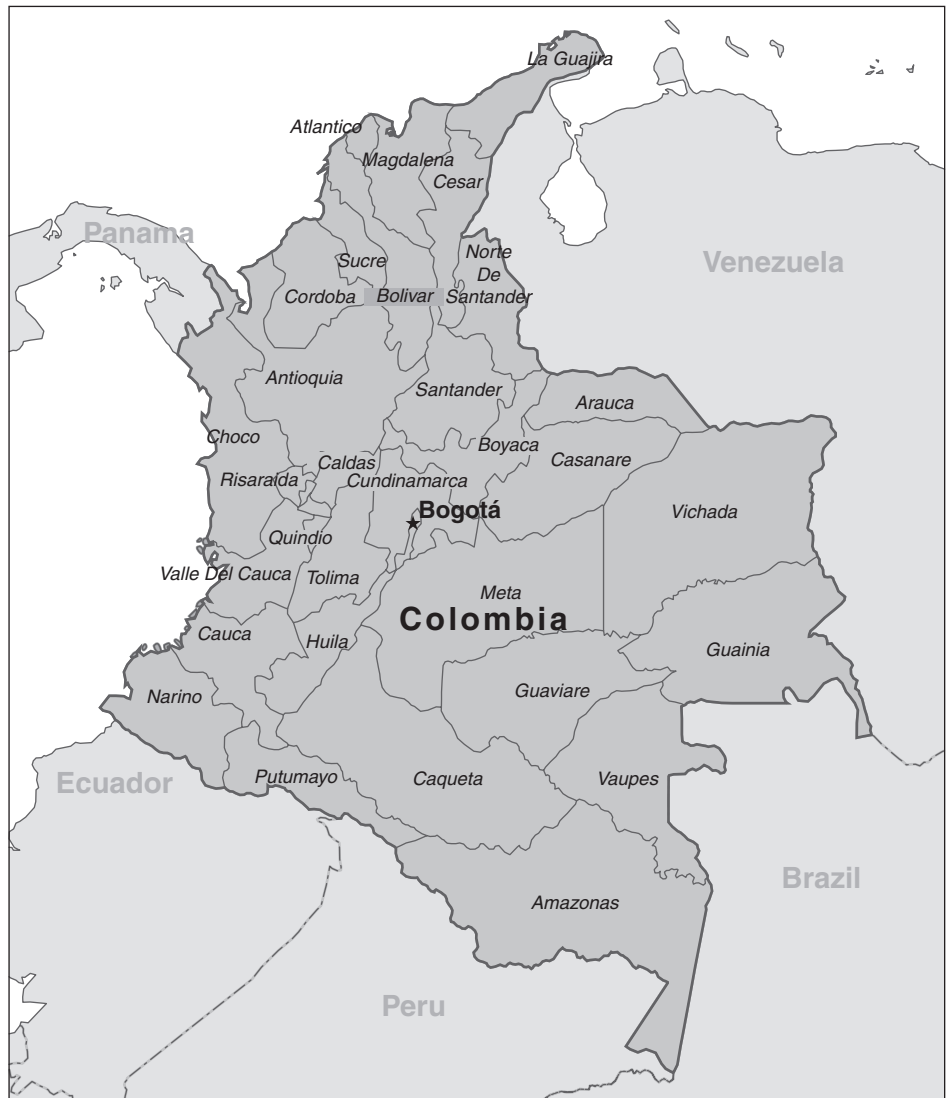 La Guajira
Atlantico
Magdalena
Cesar
Panama
Norte
De
Santander
Venezuela
Sucre
Cordoba
Bolivar
Antioquia
Santander
Arauca
Choco
Boyaca
Casanare
Caldas
Risaralda
Cundinamarca
Bogotá
Vichada
Quindio
Valle Del Cauca
Tolima
Meta
Colombia
Cauca
Huila
Guainia
Narino
Guaviare
Ecuador
Putumayo
Caqueta
Vaupes
Brazil
Amazonas
Peru